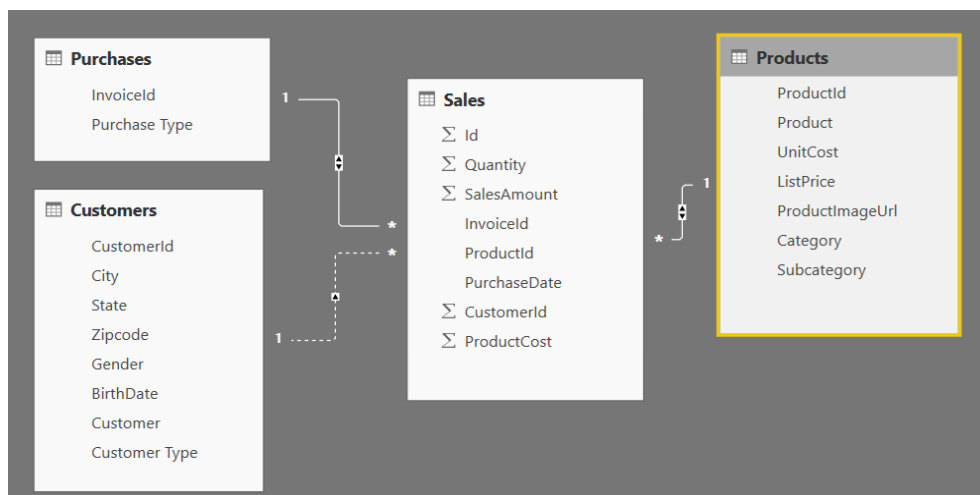 Purchases
InvoiceId
Purchase Type
1
Customers
CustomerId
City
State
Zipcode
Gender
BirthDate
Customer
Customer Type
1
Sales
Σ Id
Σ Quantity
Σ SalesAmount
InvoiceId
*
ProductId
*
PurchaseDate
Σ CustomerId
Σ ProductCost
*
1
Products
ProductId
Product
UnitCost
ListPrice
ProductImageUrl
Category
Subcategory